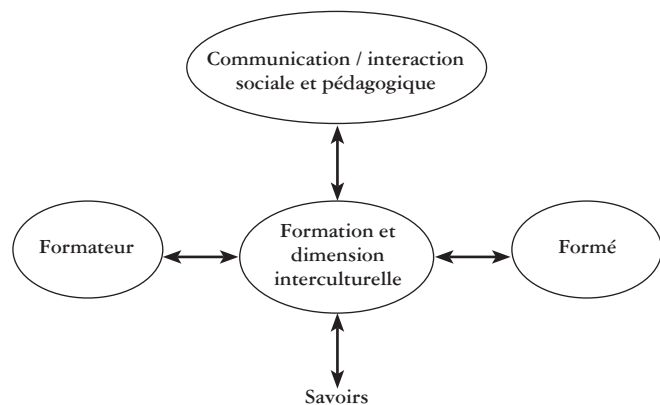 Communication / interaction
sociale et pédagogique
Formateur
Formation et
dimension
interculturelle
Formé
Savoirs